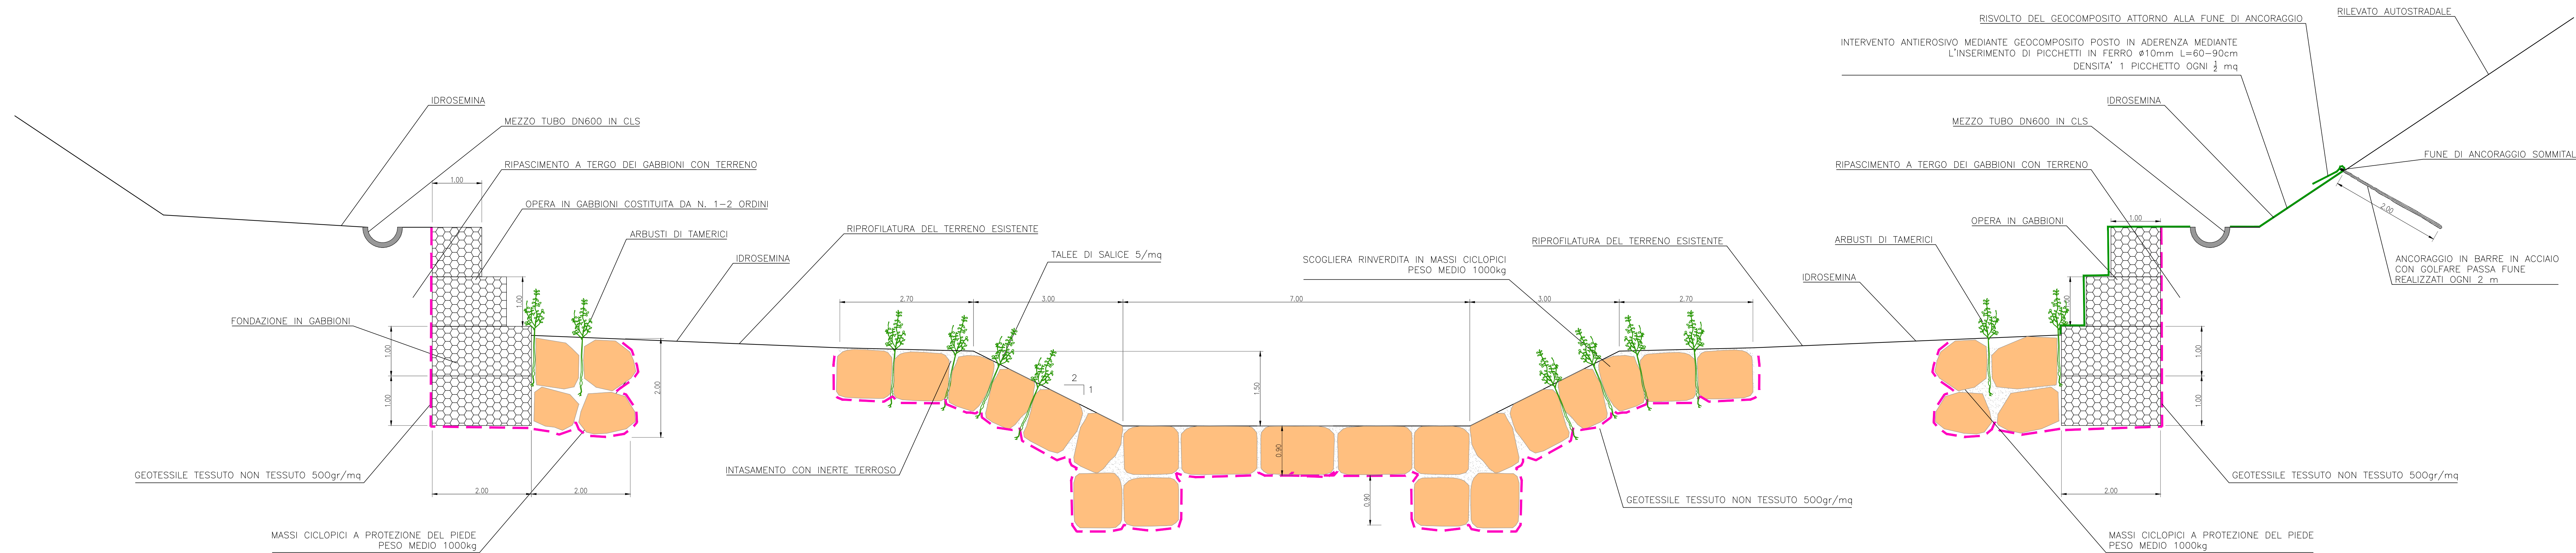 RISVOLTO DEL GEOCOMPOSITO ATTORNO ALLA FUNE DI ANCORAGGIO
RILEVATO AUTOSTRADALE
INTERVENTO ANTIEROSIVO MEDIANTE GEOCOMPOSITO POSTO IN ADERENZA MEDIANTE
L'INSERIMENTO DI PICCHETTI IN FERRO ø10mm L=60-90cm
DENSITA' 1 PICCHETTO OGNI ½ mq
IDROSEMINA
MEZZO TUBO DN600 IN CLS
RIPASCIMENTO A TERGO DEI GABBIONI CON TERRENO
1.00
OPERA IN GABBIONI COSTITUITA DA N. 1-2 ORDINI
ARBUSTI DI TAMERICI
RIPROFILATURA DEL TERRENO ESISTENTE
IDROSEMINA
TALEE DI SALICE 5/mq
SCOGLIERA RINVERDITA IN MASSI CICLOPICI
PESO MEDIO 1000kg
RIPROFILATURA DEL TERRENO ESISTENTE
IDROSEMINA
ARBUSTI DI TAMERICI
OPERA IN GABBIONI
1.00
RIPASCIMENTO A TERGO DEI GABBIONI CON TERRENO
MEZZO TUBO DN600 IN CLS
IDROSEMINA
FUNE DI ANCORAGGIO SOMMITAL
2.00
ANCORAGGIO IN BARRE IN ACCIAIO
CON GOLFARE PASSA FUNE
REALIZZATI OGNI 2 m
FONDAZIONE IN GABBIONI
1.00
1.00
1.00
2.00
2.70
3.00
7.00
3.00
2.70
2
1
1.50
0.90
0.90
1.00
1.00
GEOTESSILE TESSUTO NON TESSUTO 500gr/mq
2.00
2.00
INTASAMENTO CON INERTE TERROSO
GEOTESSILE TESSUTO NON TESSUTO 500gr/mq
2.00
GEOTESSILE TESSUTO NON TESSUTO 500gr/mq
MASSI CICLOPICI A PROTEZIONE DEL PIEDE
PESO MEDIO 1000kg
MASSI CICLOPICI A PROTEZIONE DEL PIEDE
PESO MEDIO 1000kg